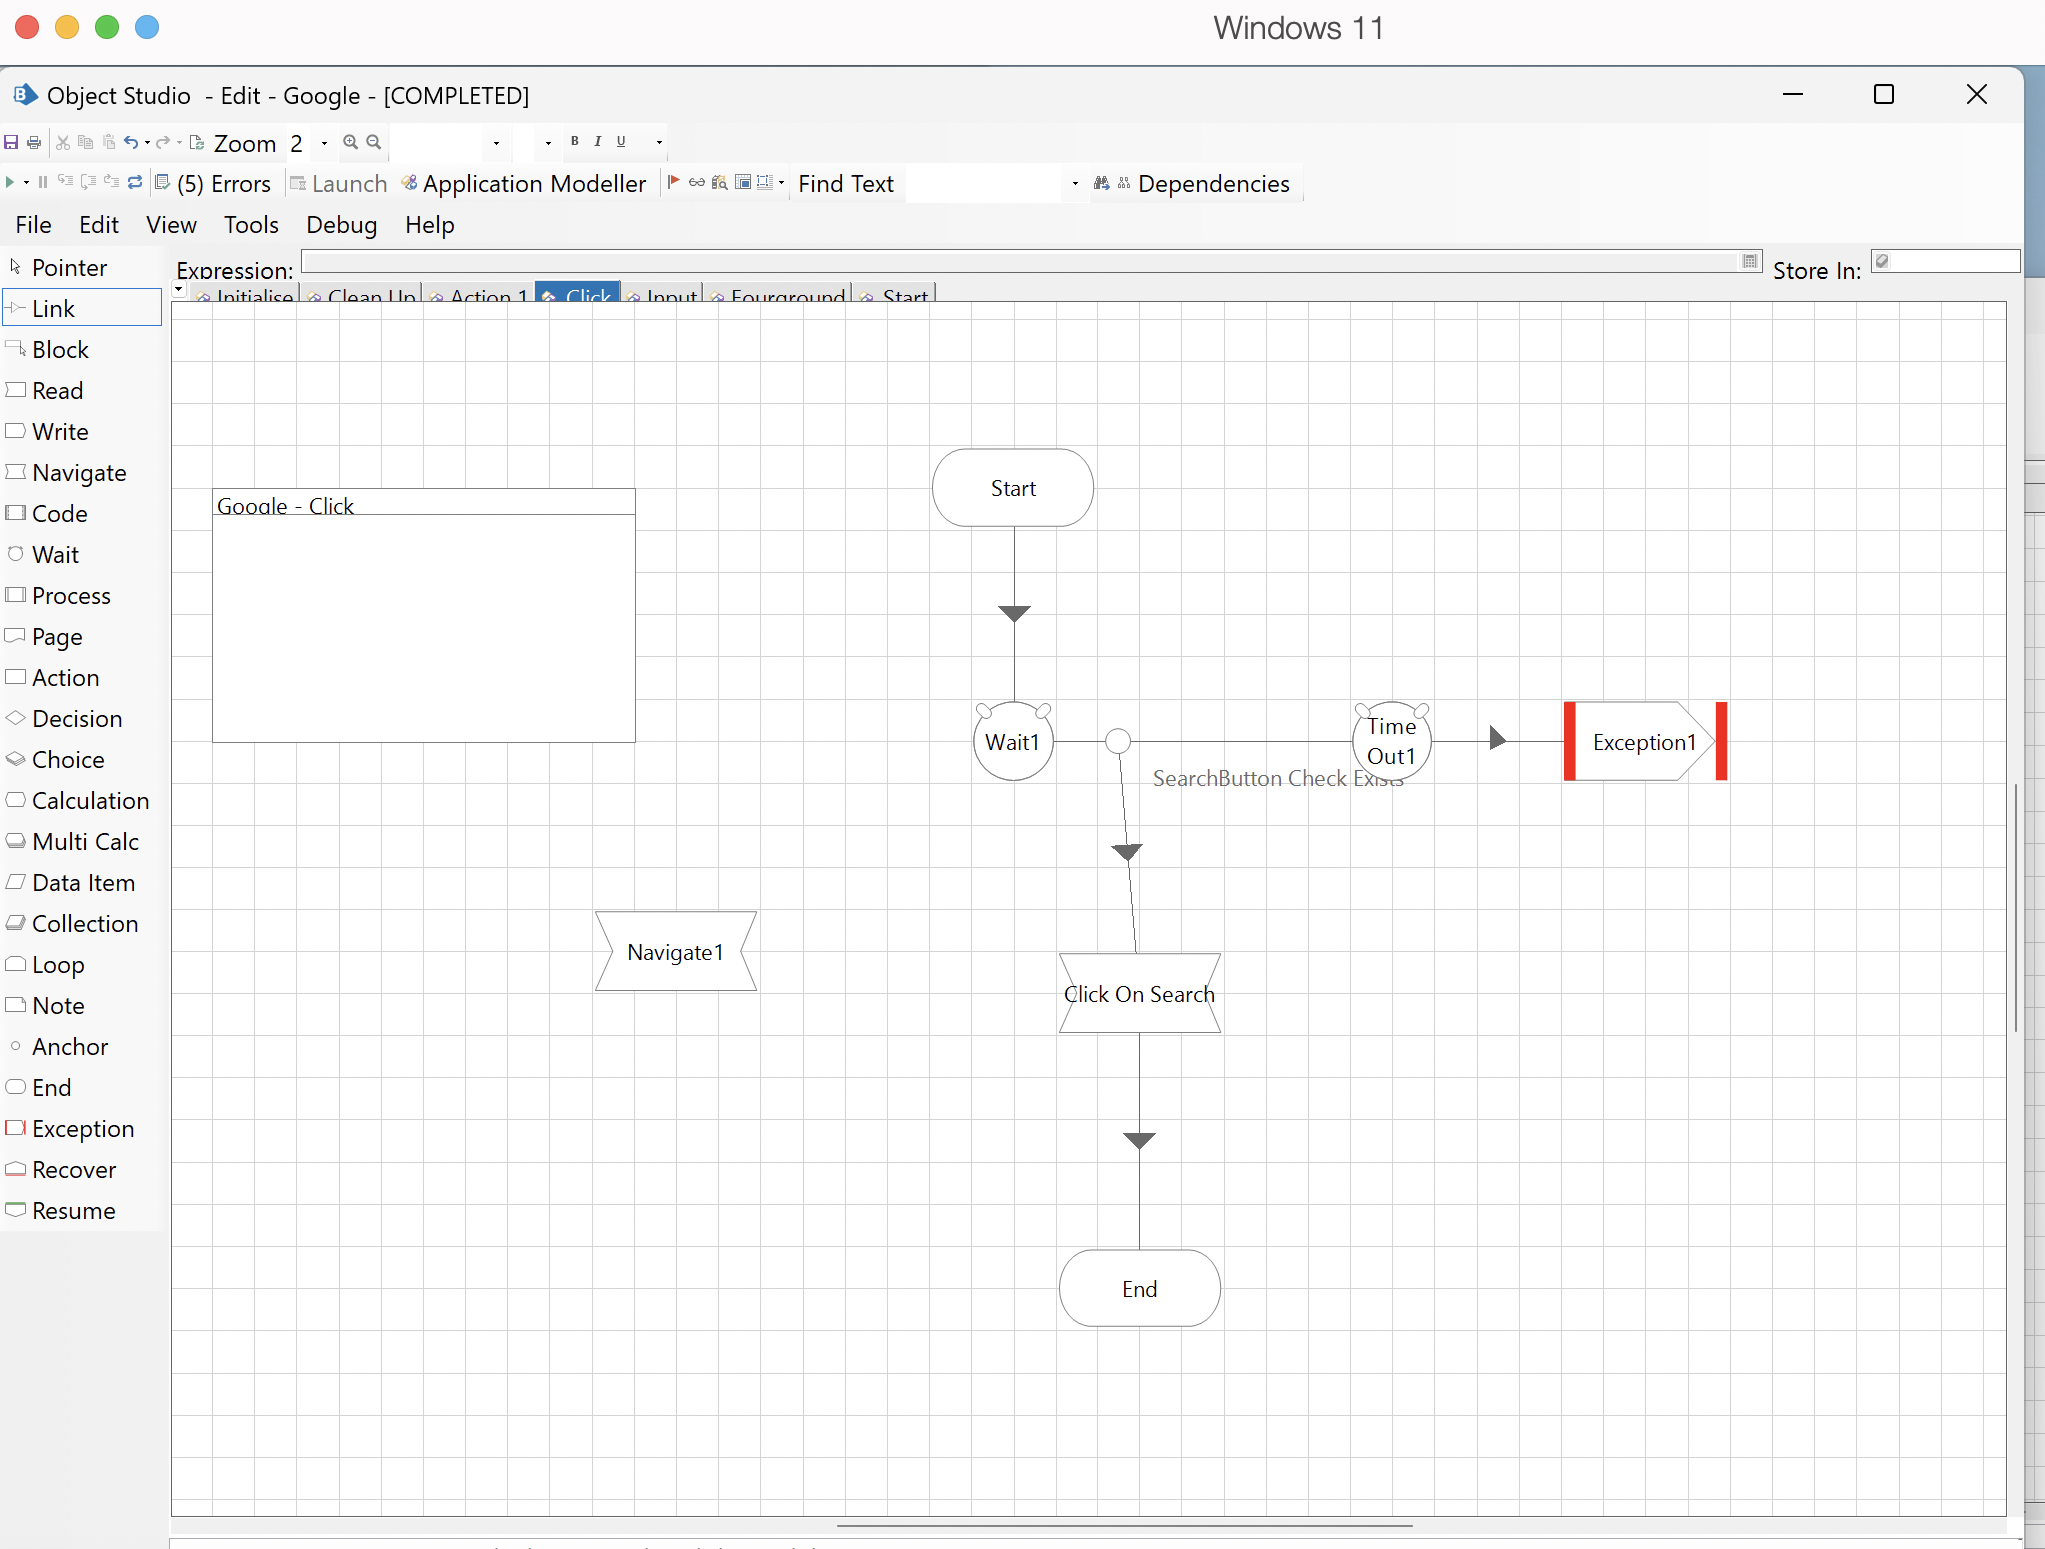 Windows 11
Object Studio - Edit - Google - [COMPLETED]
Zoom 2 B I U
(5) Errors Launch Application Modeller Find Text Dependencies
File Edit View Tools Debug Help
Expression: Store In:
Initialise Clean Up Action 1 Click Input Fourground Start
Pointer
Link
Block
Read
Write
Navigate
Code
Wait
Process
Page
Action
Decision
Choice
Calculation
Multi Calc
Data Item
Collection
Loop
Note
Anchor
End
Exception
Recover
Resume
Google - Click
Start
Wait1
Time
Out1
Exception1
SearchButton Check Exists
Navigate1
Click On Search
End